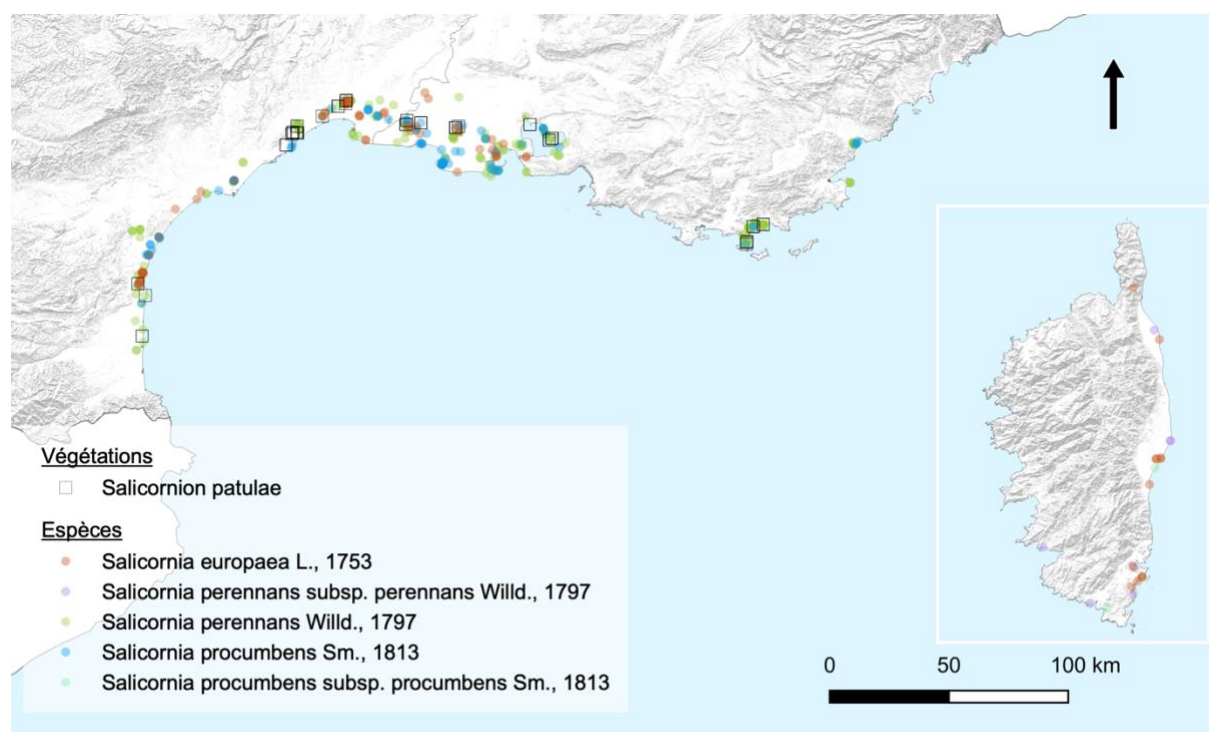 Végétations
Salicornion patulae
Espèces
Salicornia europaea L., 1753
Salicornia perennans subsp. perennans Willd., 1797
Salicornia perennans Willd., 1797
Salicornia procumbens Sm., 1813
Salicornia procumbens subsp. procumbens Sm., 1813
0 50 100 km